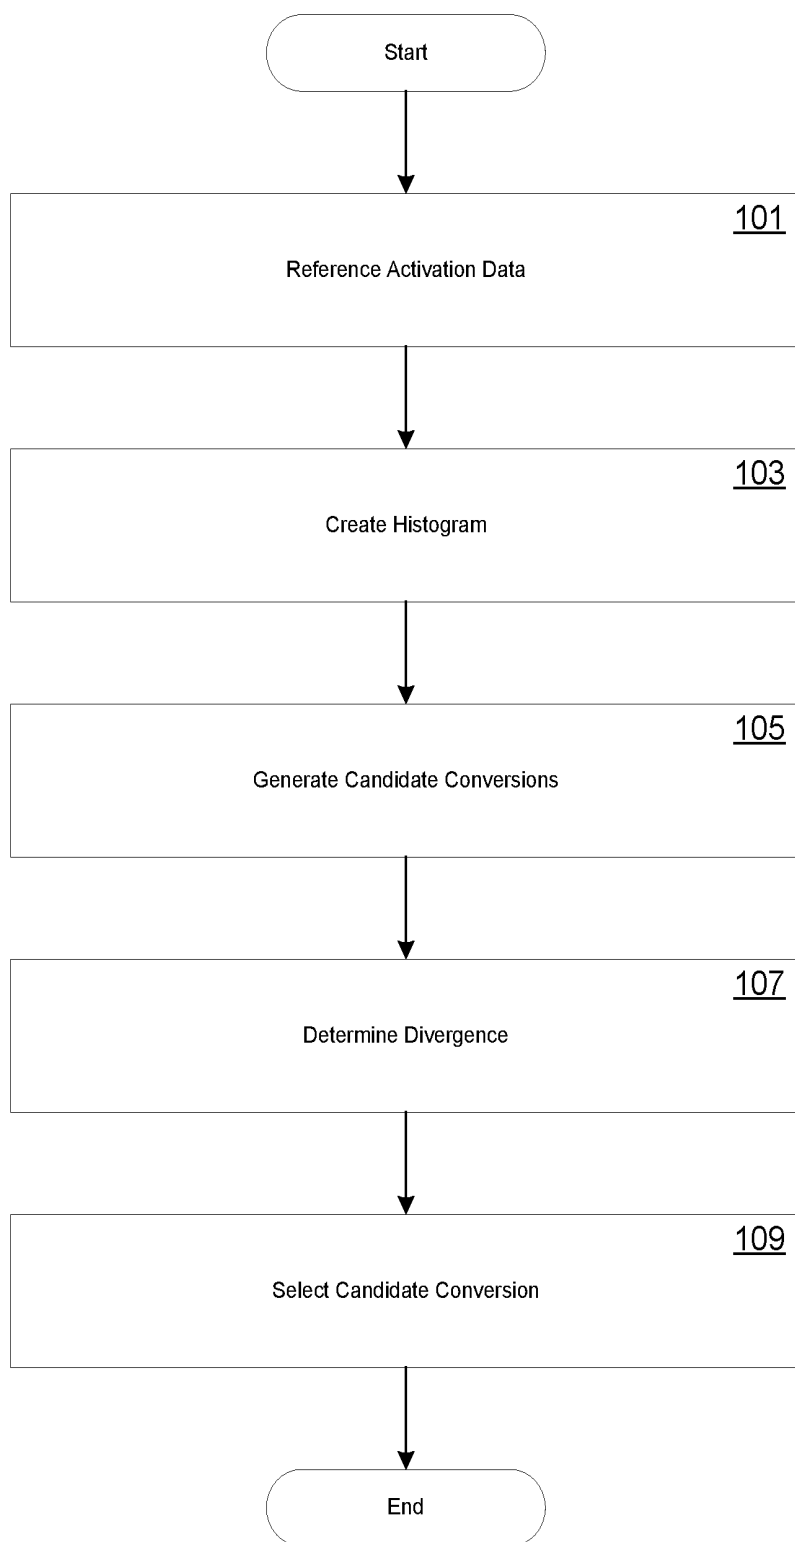 Start
101
Reference Activation Data
103
Create Histogram
105
Generate Candidate Conversions
107
Determine Divergence
109
Select Candidate Conversion
End